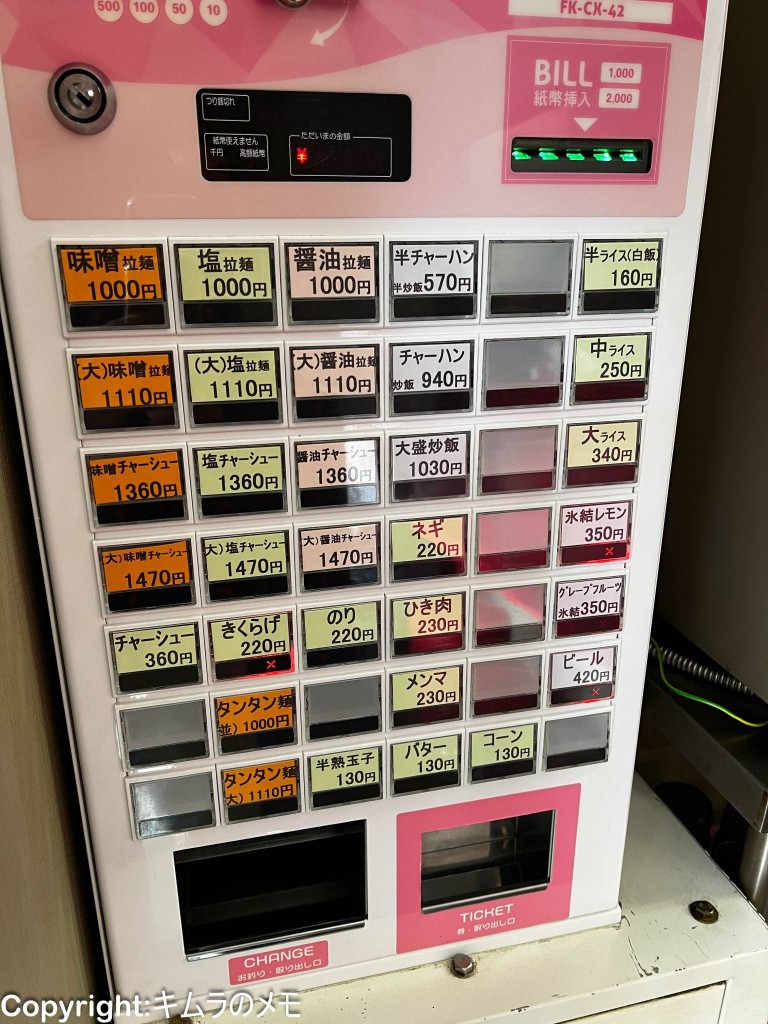 500 100 50 10
FK-CX-42
BILL 1,000
紙幣挿入 2,000
つり銭切れ
紙幣使えません
千円 高額紙幣
ただいまの金額
¥
味噌拉麺
1000円
塩拉麺
1000円
醤油拉麺
1000円
半チャーハン
半炒飯570円
半ライス(白飯)
160円
(大)味噌拉麺
1110円
(大)塩拉麺
1110円
(大)醤油拉麺
1110円
チャーハン
炒飯 940円
中ライス
250円
味噌チャーシュー
1360円
塩チャーシュー
1360円
醤油チャーシュー
1360円
大盛炒飯
1030円
大ライス
340円
(大)味噌チャーシュー
1470円
(大)塩チャーシュー
1470円
(大)醤油チャーシュー
1470円
ネギ
220円
氷結レモン
350円
×
チャーシュー
360円
きくらげ
220円
×
のり
220円
ひき肉
230円
グレープフルーツ
氷結350円
タンタン麺
並) 1000円
メンマ
230円
ビール
420円
×
タンタン麺
大) 1110円
半熟玉子
130円
バター
130円
コーン
130円
CHANGE
お釣り・取り出し口
TICKET
券・取り出し口
Copyright:キムラのメモ